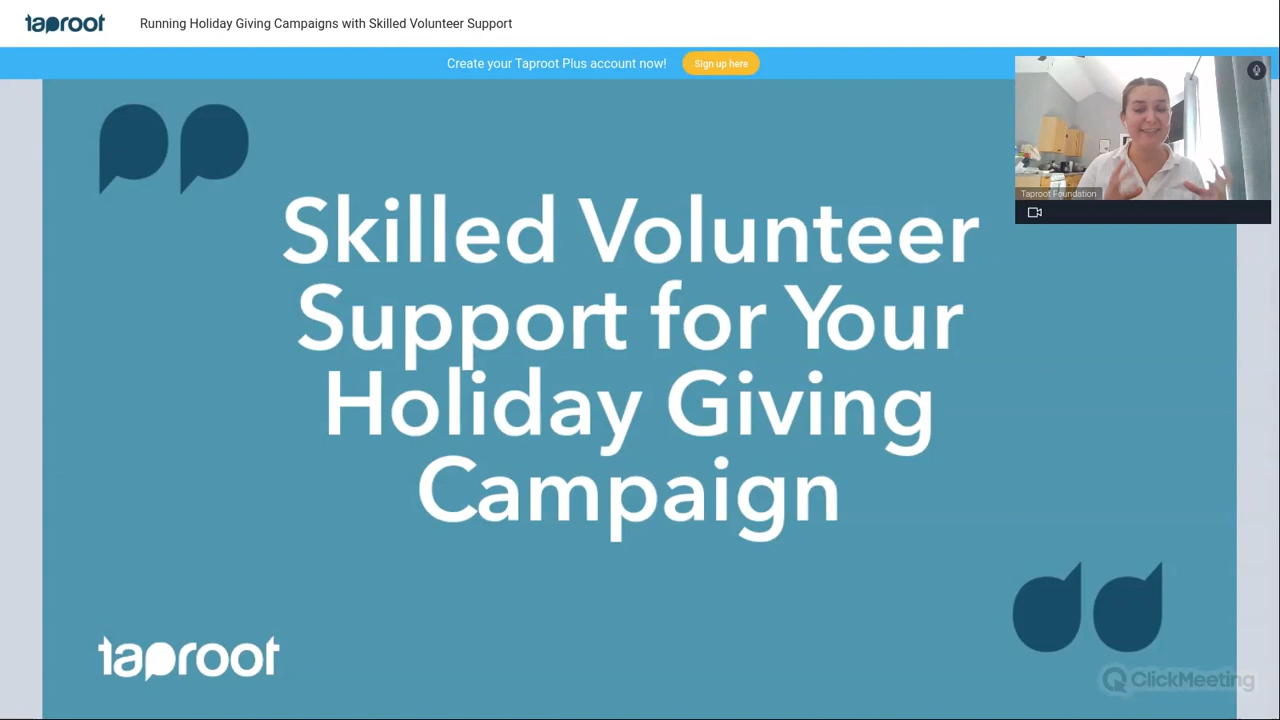 taproot
Running Holiday Giving Campaigns with Skilled Volunteer Support
Create your Taproot Plus account now!
Sign up here
Taproot Foundation
Skilled Volunteer
Support for Your
Holiday Giving
Campaign
taproot
ClickMeeting